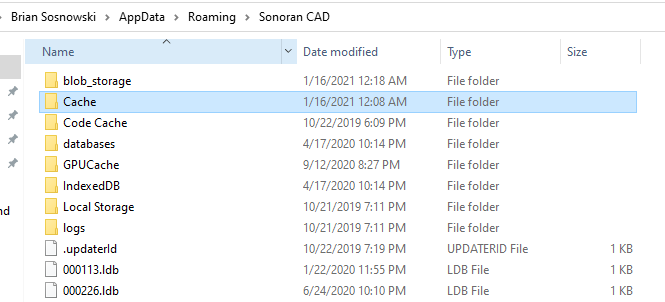 Brian Sosnowski > AppData > Roaming > Sonoran CAD
Name Date modified Type Size
blob_storage 1/16/2021 12:18 AM File folder
Cache 1/16/2021 12:08 AM File folder
Code Cache 10/22/2019 6:09 PM File folder
databases 4/17/2020 10:14 PM File folder
GPUCache 9/12/2020 8:27 PM File folder
IndexedDB 4/17/2020 10:14 PM File folder
Local Storage 10/21/2019 7:11 PM File folder
nd
logs 10/21/2019 7:11 PM File folder
.updaterId 10/22/2019 7:19 PM UPDATERID File 1 KB
000113.ldb 1/22/2020 11:55 PM LDB File 1 KB
000226.ldb 6/24/2020 10:10 PM LDB File 1 KB